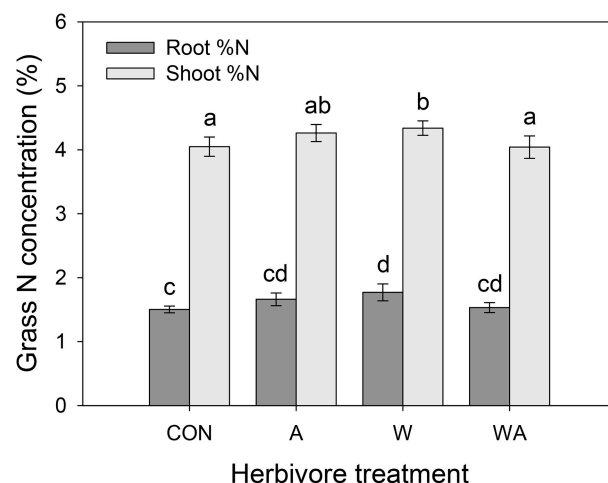 Grass N concentration (%)
6
5
4
3
2
1
0
Root %N
Shoot %N
a
ab
b
a
c
cd
d
cd
CON
A
W
WA
Herbivore treatment